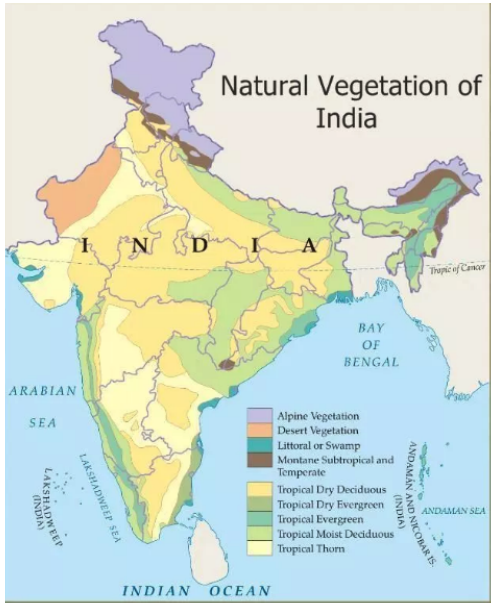 Natural Vegetation of
India
INDIA
Tropic of Cancer
BAY
OF
BENGAL
ARABIAN
SEA
LAKSHADWEEP SEA
LAKSHADWEEP
(INDIA)
Alpine Vegetation
Desert Vegetation
Littoral or Swamp
Montane Subtropical and
Temperate
Tropical Dry Deciduous
Tropical Dry Evergreen
Tropical Evergreen
Tropical Moist Deciduous
Tropical Thorn
ANDAMAN AND NICOBAR IS.
(INDIA)
ANDAMAN SEA
INDIAN OCEAN